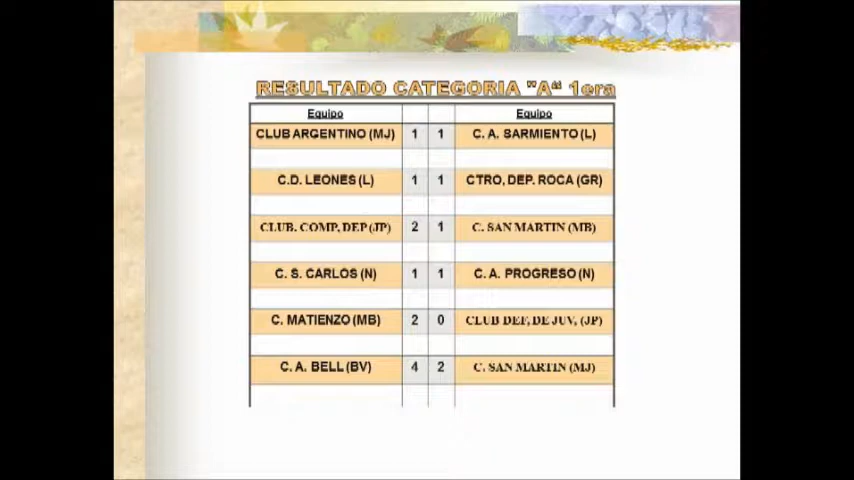 RESULTADO CATEGORIA "A“ 1era
Equipo Equipo
CLUB ARGENTINO (MJ) 1 1 C. A. SARMIENTO (L)
C.D. LEONES (L) 1 1 CTRO, DEP. ROCA (GR)
CLUB. COMP, DEP (JP) 2 1 C. SAN MARTIN (MB)
C. S. CARLOS (N) 1 1 C. A. PROGRESO (N)
C. MATIENZO (MB) 2 0 CLUB DEF, DE JUV, (JP)
C. A. BELL (BV) 4 2 C. SAN MARTIN (MJ)